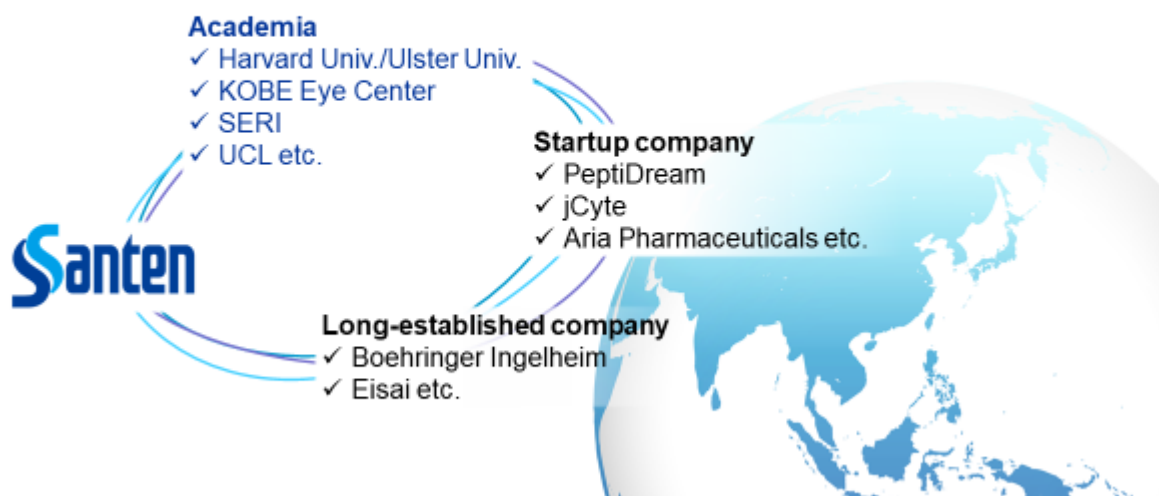 Academia
✓ Harvard Univ./Ulster Univ.
✓ KOBE Eye Center
✓ SERI
✓ UCL etc.
Startup company
✓ PeptiDream
✓ jCyte
✓ Aria Pharmaceuticals etc.
Santen
Long-established company
✓ Boehringer Ingelheim
✓ Eisai etc.